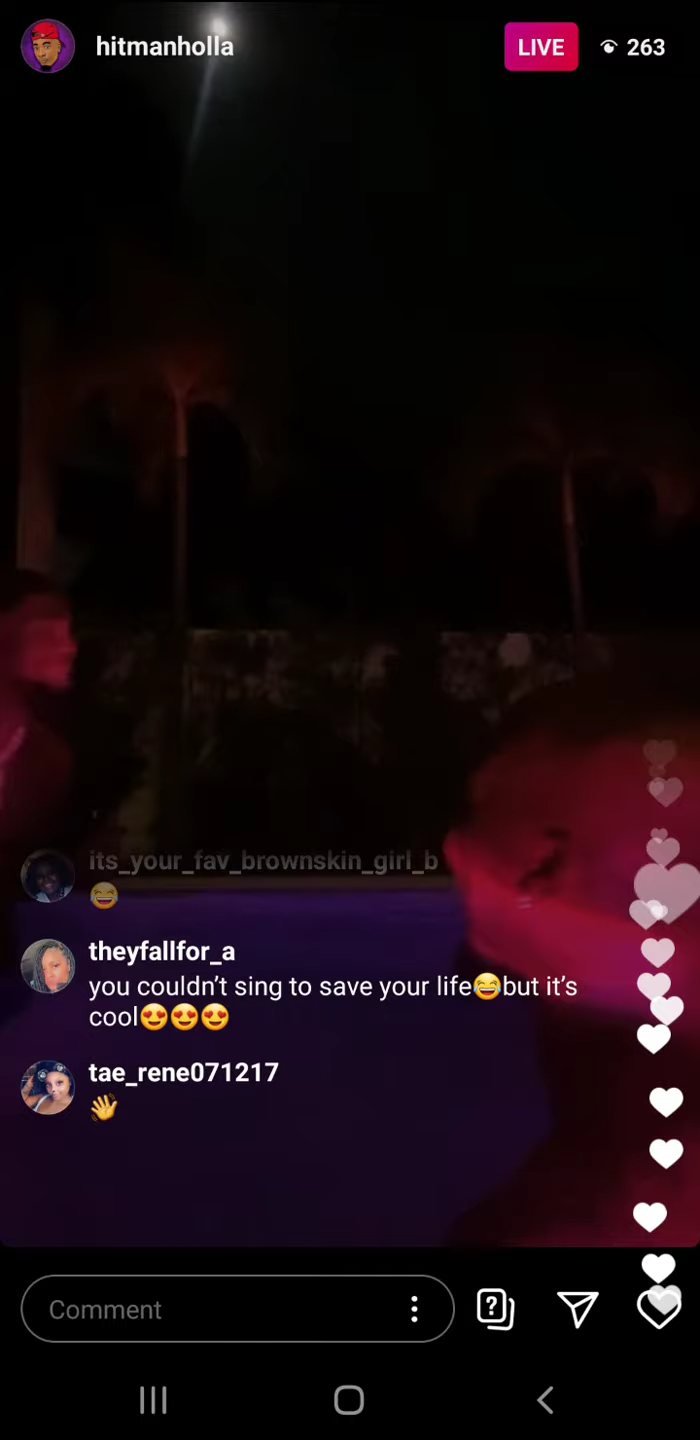 hitmanholla
LIVE 263
its_your_fav_brownskin_girl_b
😂
theyfallfor_a
you couldn’t sing to save your life😂but it’s
cool😍😍😍
tae_rene071217
👋
Comment